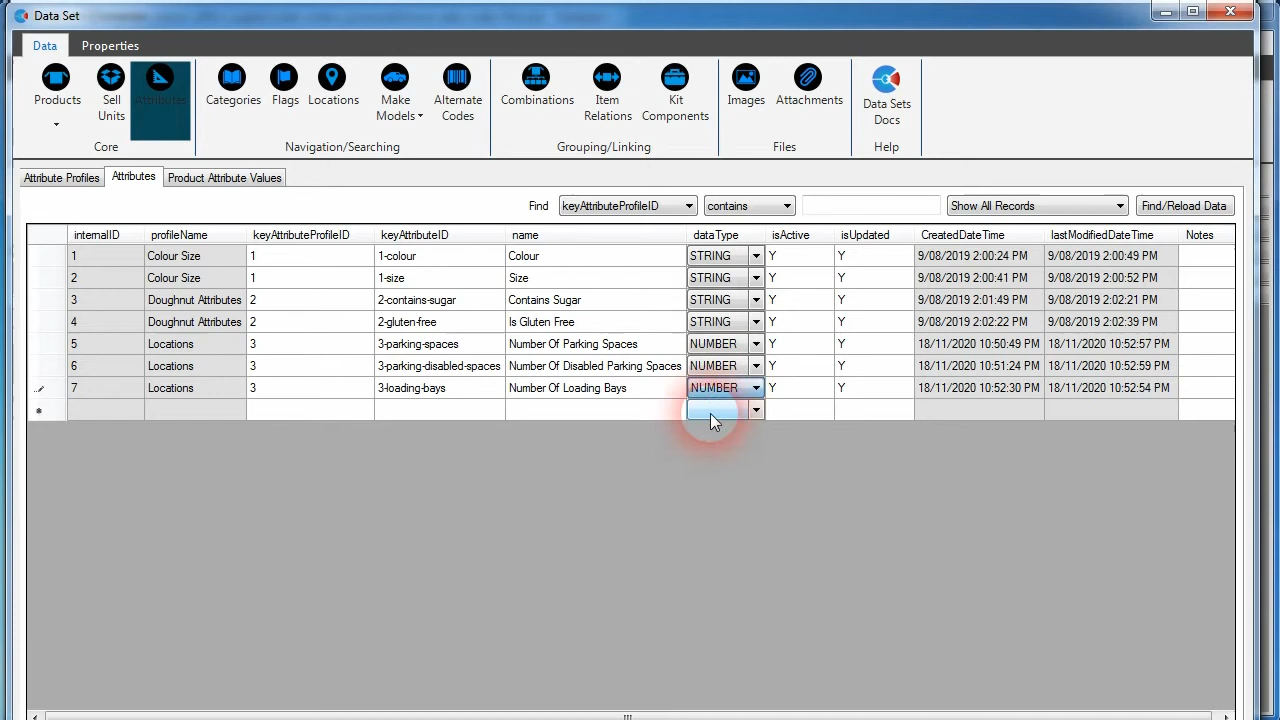 Data Set
Data Properties
Products Sell Units Attributes Categories Flags Locations Make Models Alternate Codes Combinations Item Relations Kit Components Images Attachments Data Sets Docs
Core Navigation/Searching Grouping/Linking Files Help
Attribute Profiles Attributes Product Attribute Values
Find keyAttributeProfileID contains Show All Records Find/Reload Data
internalID profileName keyAttributeProfileID keyAttributeID name dataType isActive isUpdated CreatedDateTime lastModifiedDateTime Notes
1 Colour Size 1 1-colour Colour STRING Y Y 9/08/2019 2:00:24 PM 9/08/2019 2:00:49 PM
2 Colour Size 1 1-size Size STRING Y Y 9/08/2019 2:00:41 PM 9/08/2019 2:00:52 PM
3 Doughnut Attributes 2 2-contains-sugar Contains Sugar STRING Y Y 9/08/2019 2:01:49 PM 9/08/2019 2:02:21 PM
4 Doughnut Attributes 2 2-gluten-free Is Gluten Free STRING Y Y 9/08/2019 2:02:22 PM 9/08/2019 2:02:39 PM
5 Locations 3 3-parking-spaces Number Of Parking Spaces NUMBER Y Y 18/11/2020 10:50:49 PM 18/11/2020 10:52:57 PM
6 Locations 3 3-parking-disabled-spaces Number Of Disabled Parking Spaces NUMBER Y Y 18/11/2020 10:51:24 PM 18/11/2020 10:52:59 PM
7 Locations 3 3-loading-bays Number Of Loading Bays NUMBER Y Y 18/11/2020 10:52:30 PM 18/11/2020 10:52:54 PM